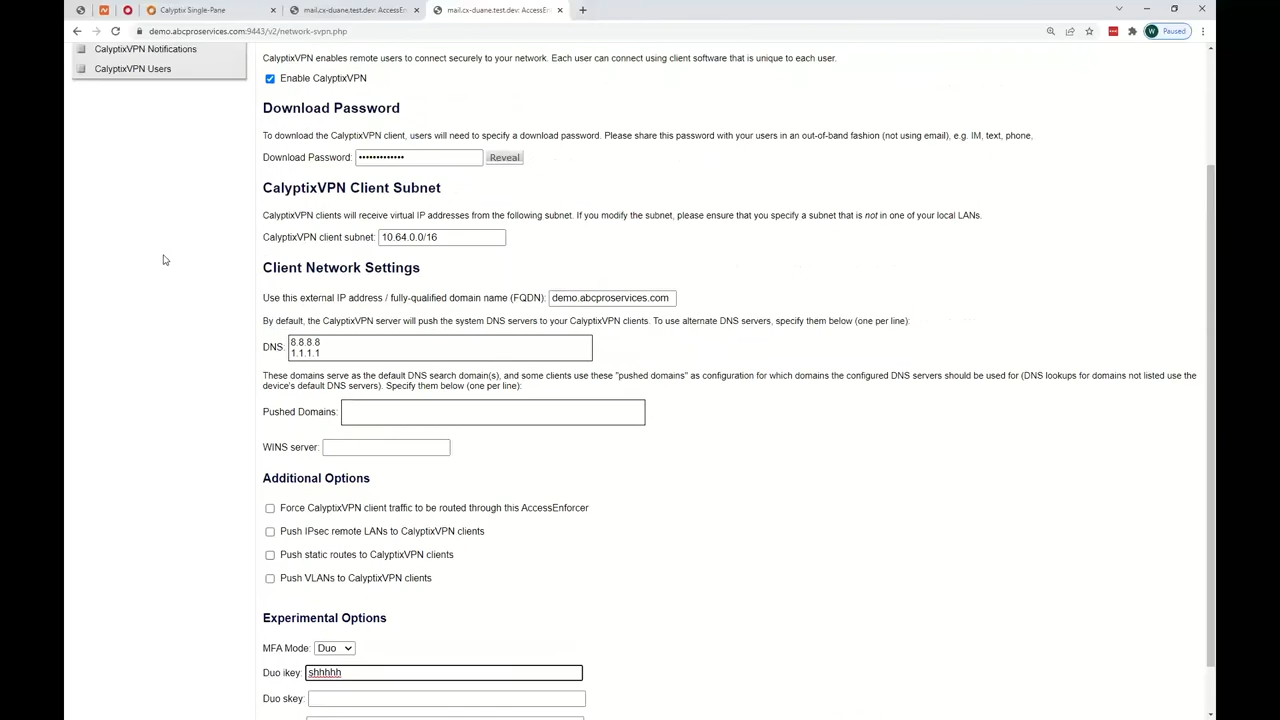 Calyptix Single-Pane
mail.cx-duane.test.dev: AccessEnf
mail.cx-duane.test.dev: AccessEnf
demo.abcproservices.com:9443/v2/network-svpn.php
W Paused
CalyptixVPN Notifications
CalyptixVPN Users
CalyptixVPN enables remote users to connect securely to your network. Each user can connect using client software that is unique to each user.
Enable CalyptixVPN
Download Password
To download the CalyptixVPN client, users will need to specify a download password. Please share this password with your users in an out-of-band fashion (not using email), e.g. IM, text, phone,
Download Password: ••••••••••••• Reveal
CalyptixVPN Client Subnet
CalyptixVPN clients will receive virtual IP addresses from the following subnet. If you modify the subnet, please ensure that you specify a subnet that is not in one of your local LANs.
CalyptixVPN client subnet: 10.64.0.0/16
Client Network Settings
Use this external IP address / fully-qualified domain name (FQDN): demo.abcproservices.com
By default, the CalyptixVPN server will push the system DNS servers to your CalyptixVPN clients. To use alternate DNS servers, specify them below (one per line):
DNS: 8.8.8.8
1.1.1.1
These domains serve as the default DNS search domain(s), and some clients use these "pushed domains" as configuration for which domains the configured DNS servers should be used for (DNS lookups for domains not listed use the
device's default DNS servers). Specify them below (one per line):
Pushed Domains:
WINS server:
Additional Options
Force CalyptixVPN client traffic to be routed through this AccessEnforcer
Push IPsec remote LANs to CalyptixVPN clients
Push static routes to CalyptixVPN clients
Push VLANs to CalyptixVPN clients
Experimental Options
MFA Mode: Duo
Duo ikey: shhhhh
Duo skey: